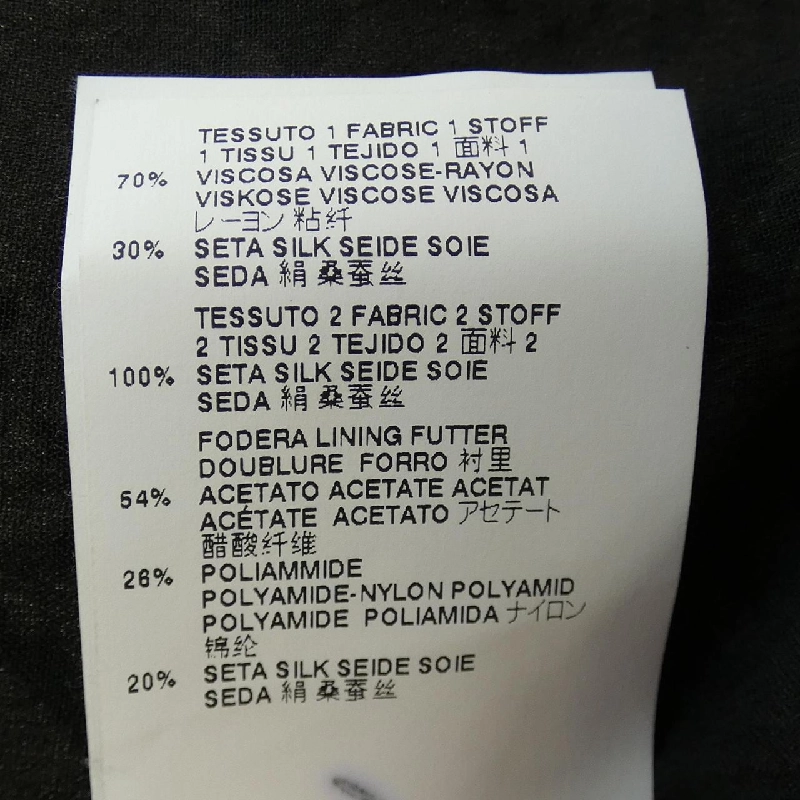 TESSUTO 1 FABRIC 1 STOFF
1 TISSU 1 TEJIDO 1 面料 1
70% VISCOSA VISCOSE-RAYON
VISKOSE VISCOSE VISCOSA
レーヨン 粘纤
30% SETA SILK SEIDE SOIE
SEDA 絹 桑蚕丝
TESSUTO 2 FABRIC 2 STOFF
2 TISSU 2 TEJIDO 2 面料 2
100% SETA SILK SEIDE SOIE
SEDA 絹 桑蚕丝
FODERA LINING FUTTER
DOUBLURE FORRO 衬里
54% ACETATO ACETATE ACETAT
ACÉTATE ACETATO アセテート
醋酸纤维
26% POLIAMMIDE
POLYAMIDE-NYLON POLYAMID
POLYAMIDE POLIAMIDA ナイロン
锦纶
20% SETA SILK SEIDE SOIE
SEDA 絹 桑蚕丝